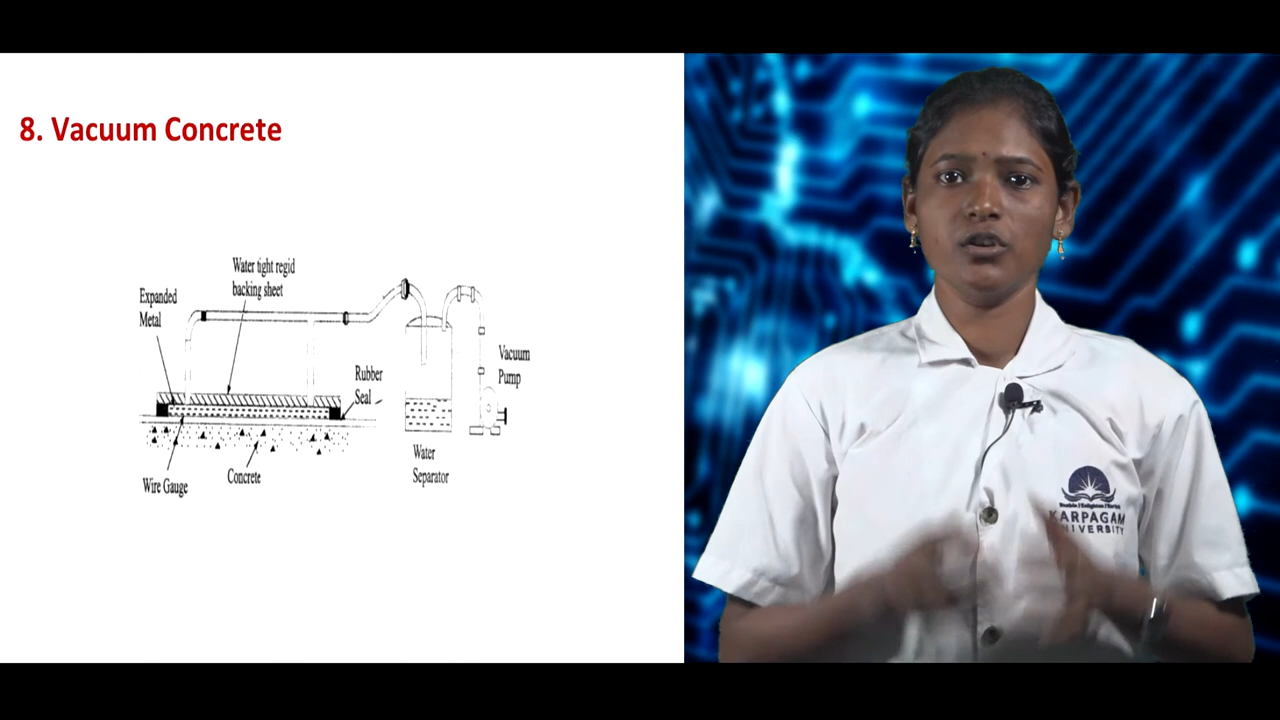 8. Vacuum Concrete
Water tight regid
backing sheet
Expanded
Metal
Vacuum
Pump
Rubber
Seal
Water
Separator
Concrete
Wire Gauge
KARPAGAM
UNIVERSITY